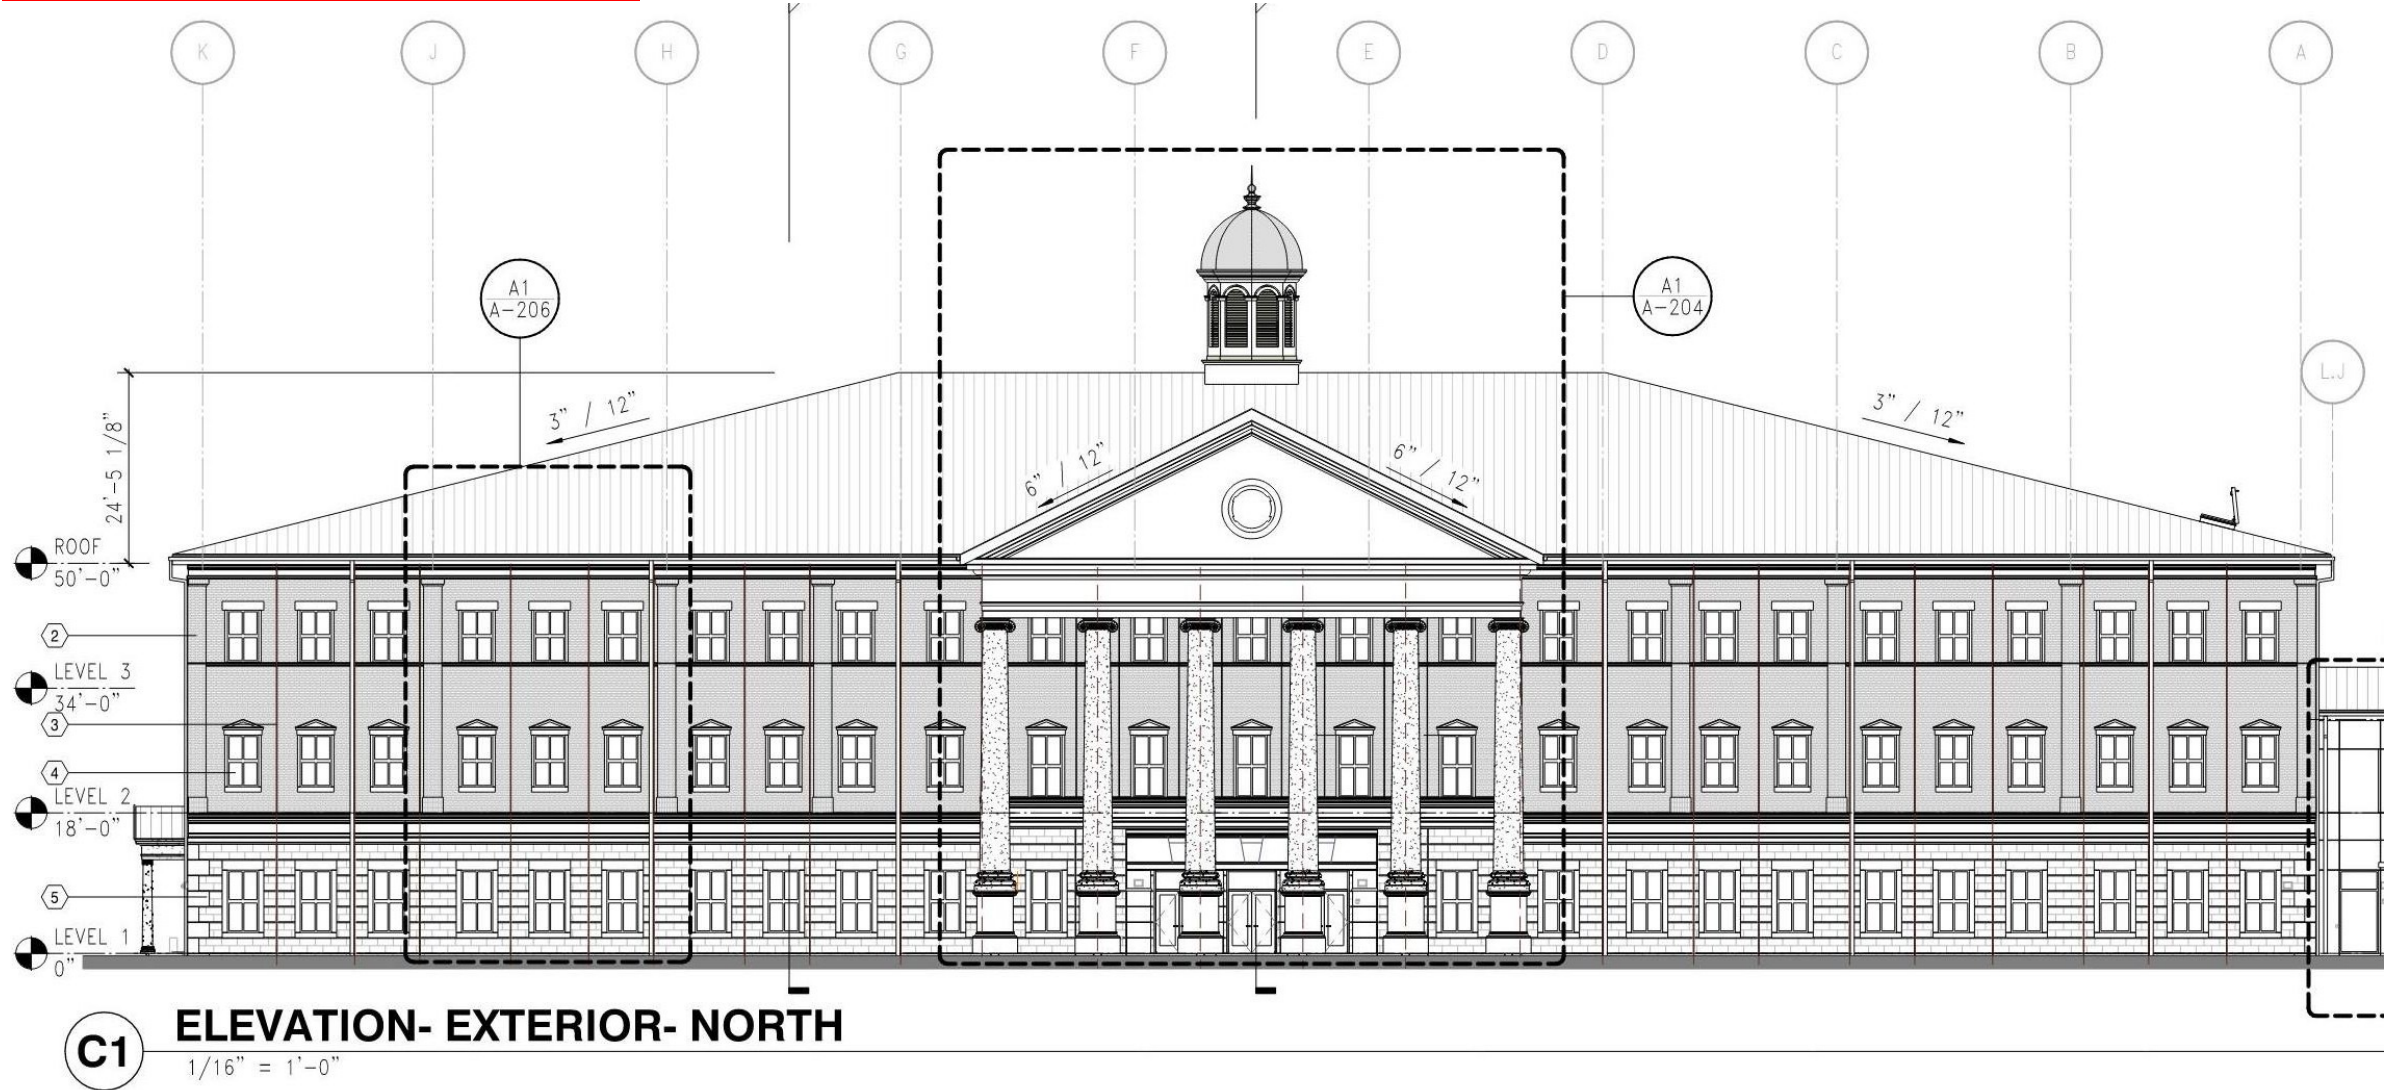 K
J
H
G
F
E
D
C
B
A
A1
A-206
A1
A-204
L.J
3" / 12"
3" / 12"
6" / 12"
6" / 12"
24'-5 1/8"
ROOF
50'-0"
2
LEVEL 3
34'-0"
3
4
LEVEL 2
18'-0"
5
LEVEL 1
0"
C1
ELEVATION- EXTERIOR- NORTH
1/16" = 1'-0"